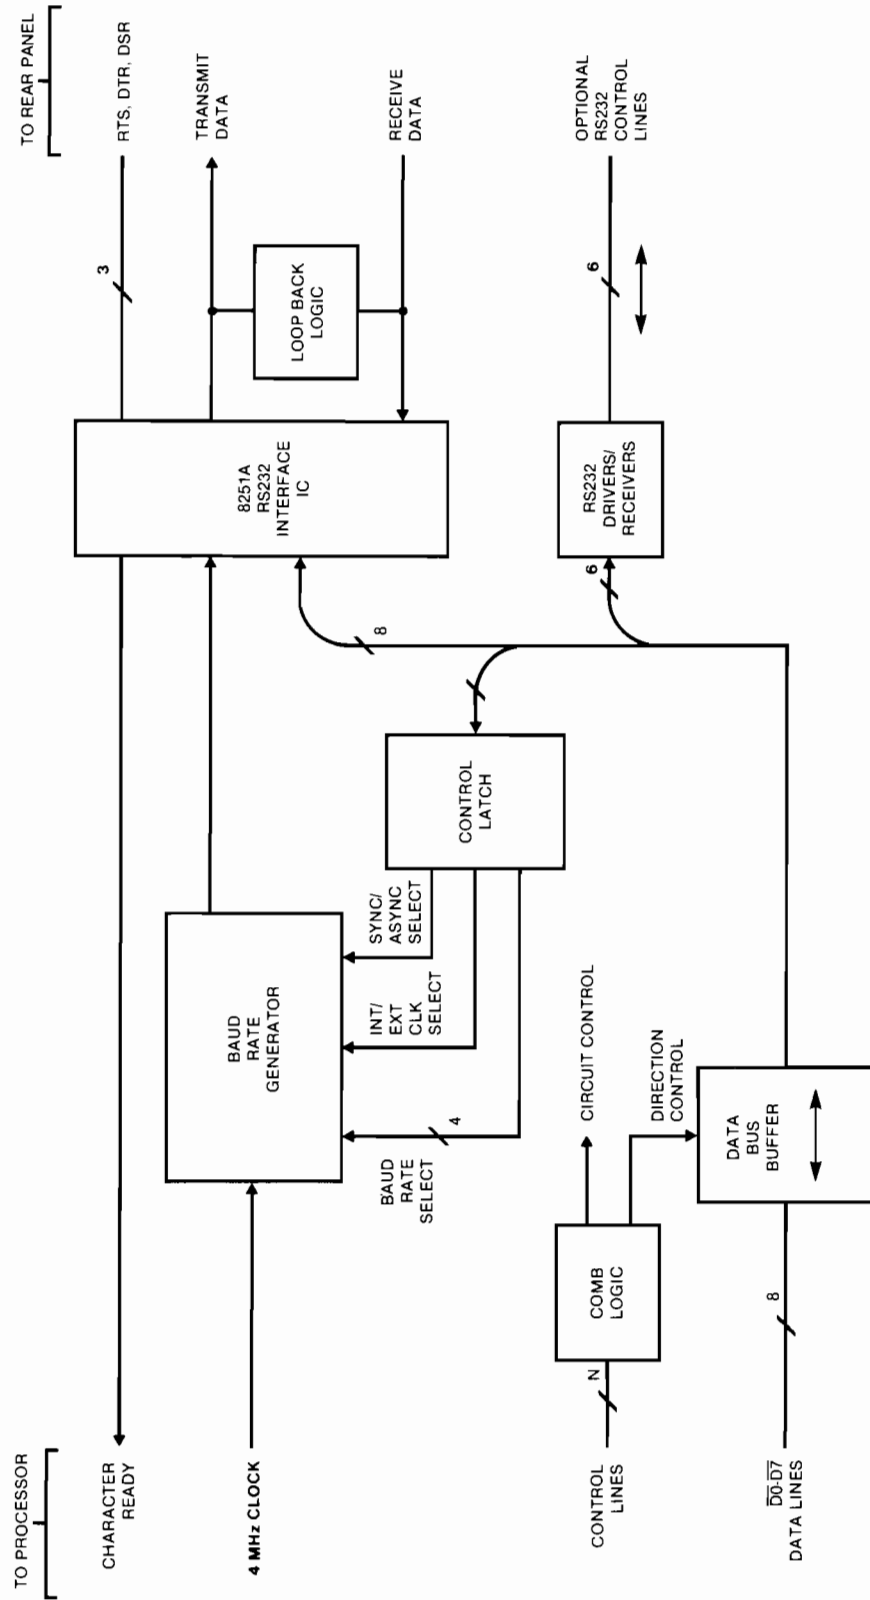 TO PROCESSOR
TO REAR PANEL
CHARACTER
READY
3
RTS, DTR, DSR
8251A
RS232
INTERFACE
IC
TRANSMIT
DATA
LOOP BACK
LOGIC
RECEIVE
DATA
4 MHz CLOCK
BAUD
RATE
GENERATOR
BAUD
RATE
SELECT
4
INT/
EXT
CLK
SELECT
SYNC/
ASYNC
SELECT
CONTROL
LATCH
8
6
RS232
DRIVERS/
RECEIVERS
6
OPTIONAL
RS232
CONTROL
LINES
CONTROL
LINES
N
COMB
LOGIC
CIRCUIT CONTROL
DIRECTION
CONTROL
D̅0̅-D̅7̅
DATA LINES
8
DATA
BUS
BUFFER